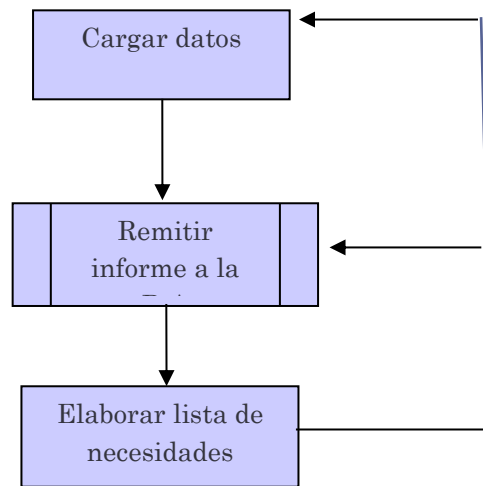 Cargar datos
Remitir
informe a la
Elaborar lista de
necesidades